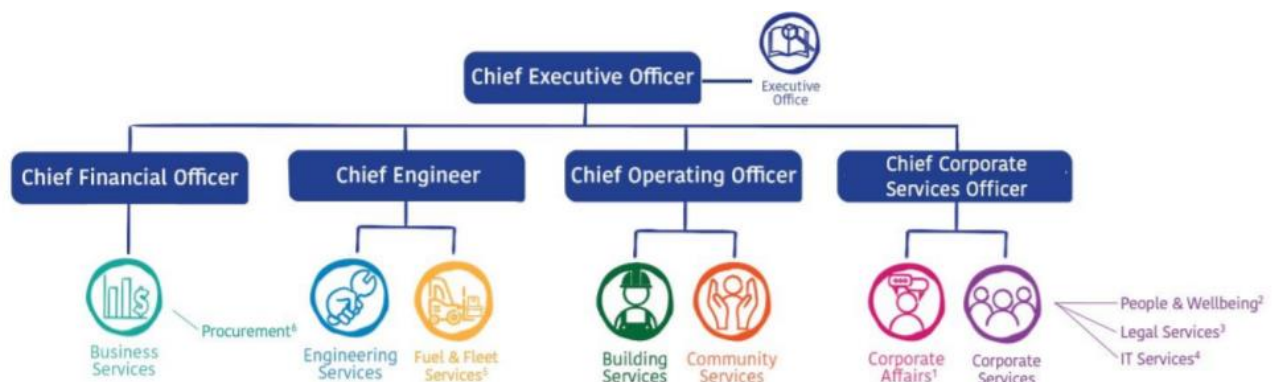 Chief Executive Officer
Executive
Office
Chief Financial Officer
Chief Engineer
Chief Operating Officer
Chief Corporate
Services Officer
Business
Services
Procurement⁶
Engineering
Services
Fuel & Fleet
Services⁵
Building
Services
Community
Services
Corporate
Affairs¹
Corporate
Services
People & Wellbeing²
Legal Services³
IT Services⁴